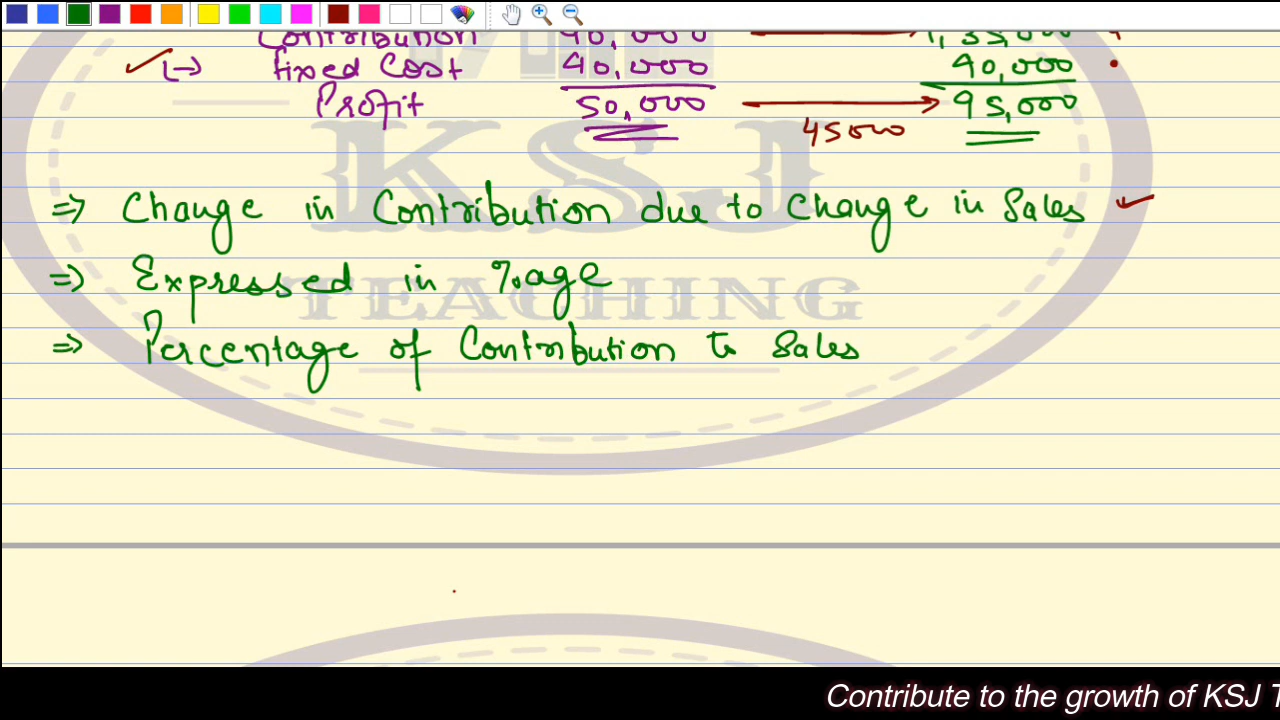 Contribution 90,000 1,35,000
↳ Fixed Cost 40,000 40,000
Profit 50,000 95,000
45000
⇒ Change in Contribution due to Change in Sales
⇒ Expressed in %age
⇒ Percentage of Contribution to Sales
KSJ
TEACHING
Contribute to the growth of KSJ T